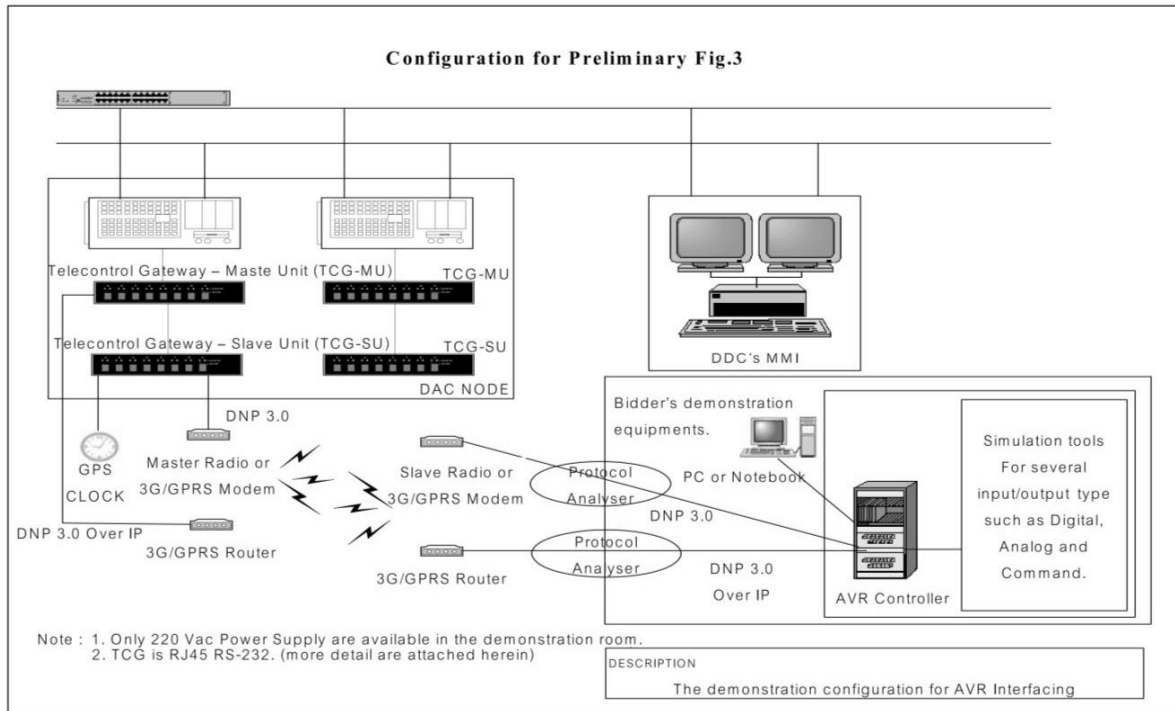 Configuration for Preliminary Fig.3
Telecontrol Gateway – Maste Unit (TCG-MU)
TCG-MU
Telecontrol Gateway – Slave Unit (TCG-SU)
TCG-SU
DAC NODE
DDC's MMI
DNP 3.0
GPS
CLOCK
Master Radio or
3G/GPRS Modem
DNP 3.0 Over IP
3G/GPRS Router
Slave Radio or
3G/GPRS Modem
3G/GPRS Router
Bidder's demonstration
equipments.
PC or Notebook
Protocol
Analyser
DNP 3.0
Protocol
Analyser
DNP 3.0
Over IP
AVR Controller
Simulation tools
For several
input/output type
such as Digital,
Analog and
Command.
Note : 1. Only 220 Vac Power Supply are available in the demonstration room.
2. TCG is RJ45 RS-232. (more detail are attached herein)
DESCRIPTION
The demonstration configuration for AVR Interfacing